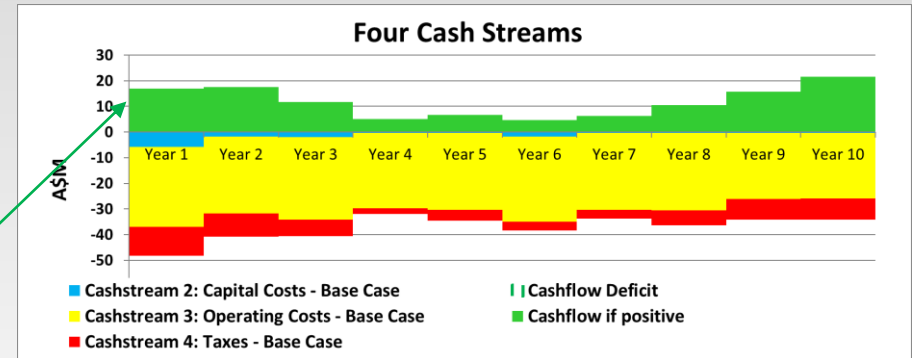 Four Cash Streams
30
20
10
0
-10
-20
-30
-40
-50
A$M
Year 1 Year 2 Year 3 Year 4 Year 5 Year 6 Year 7 Year 8 Year 9 Year 10
Cashstream 2: Capital Costs - Base Case Cashflow Deficit
Cashstream 3: Operating Costs - Base Case Cashflow if positive
Cashstream 4: Taxes - Base Case